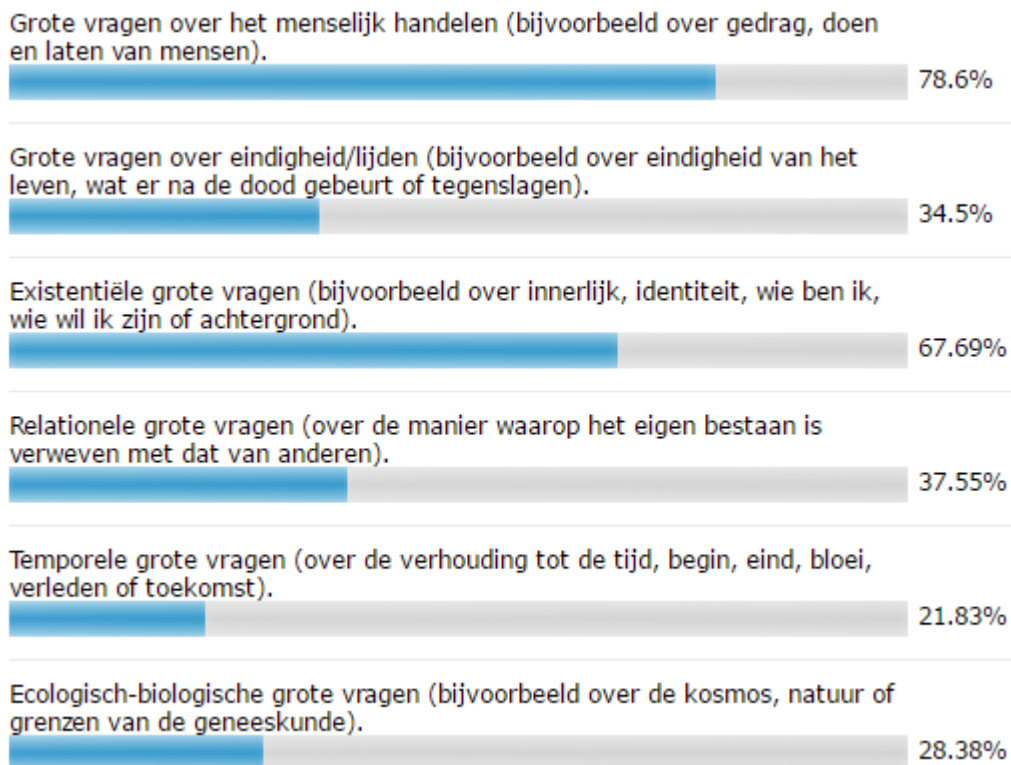 Grote vragen over het menselijk handelen (bijvoorbeeld over gedrag, doen
en laten van mensen).
78.6%
Grote vragen over eindigheid/lijden (bijvoorbeeld over eindigheid van het
leven, wat er na de dood gebeurt of tegenslagen).
34.5%
Existentiële grote vragen (bijvoorbeeld over innerlijk, identiteit, wie ben ik,
wie wil ik zijn of achtergrond).
67.69%
Relationele grote vragen (over de manier waarop het eigen bestaan is
verweven met dat van anderen).
37.55%
Temporele grote vragen (over de verhouding tot de tijd, begin, eind, bloei,
verleden of toekomst).
21.83%
Ecologisch-biologische grote vragen (bijvoorbeeld over de kosmos, natuur of
grenzen van de geneeskunde).
28.38%